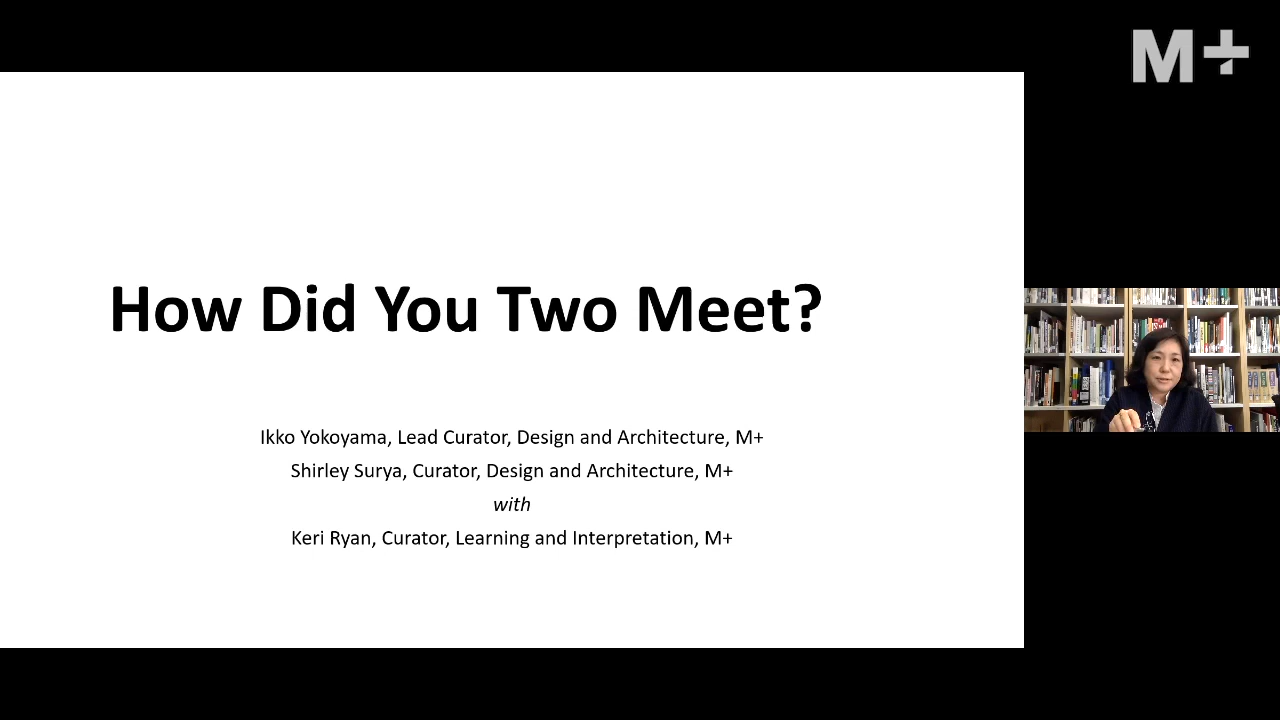 M+
How Did You Two Meet?
Ikko Yokoyama, Lead Curator, Design and Architecture, M+
Shirley Surya, Curator, Design and Architecture, M+
with
Keri Ryan, Curator, Learning and Interpretation, M+